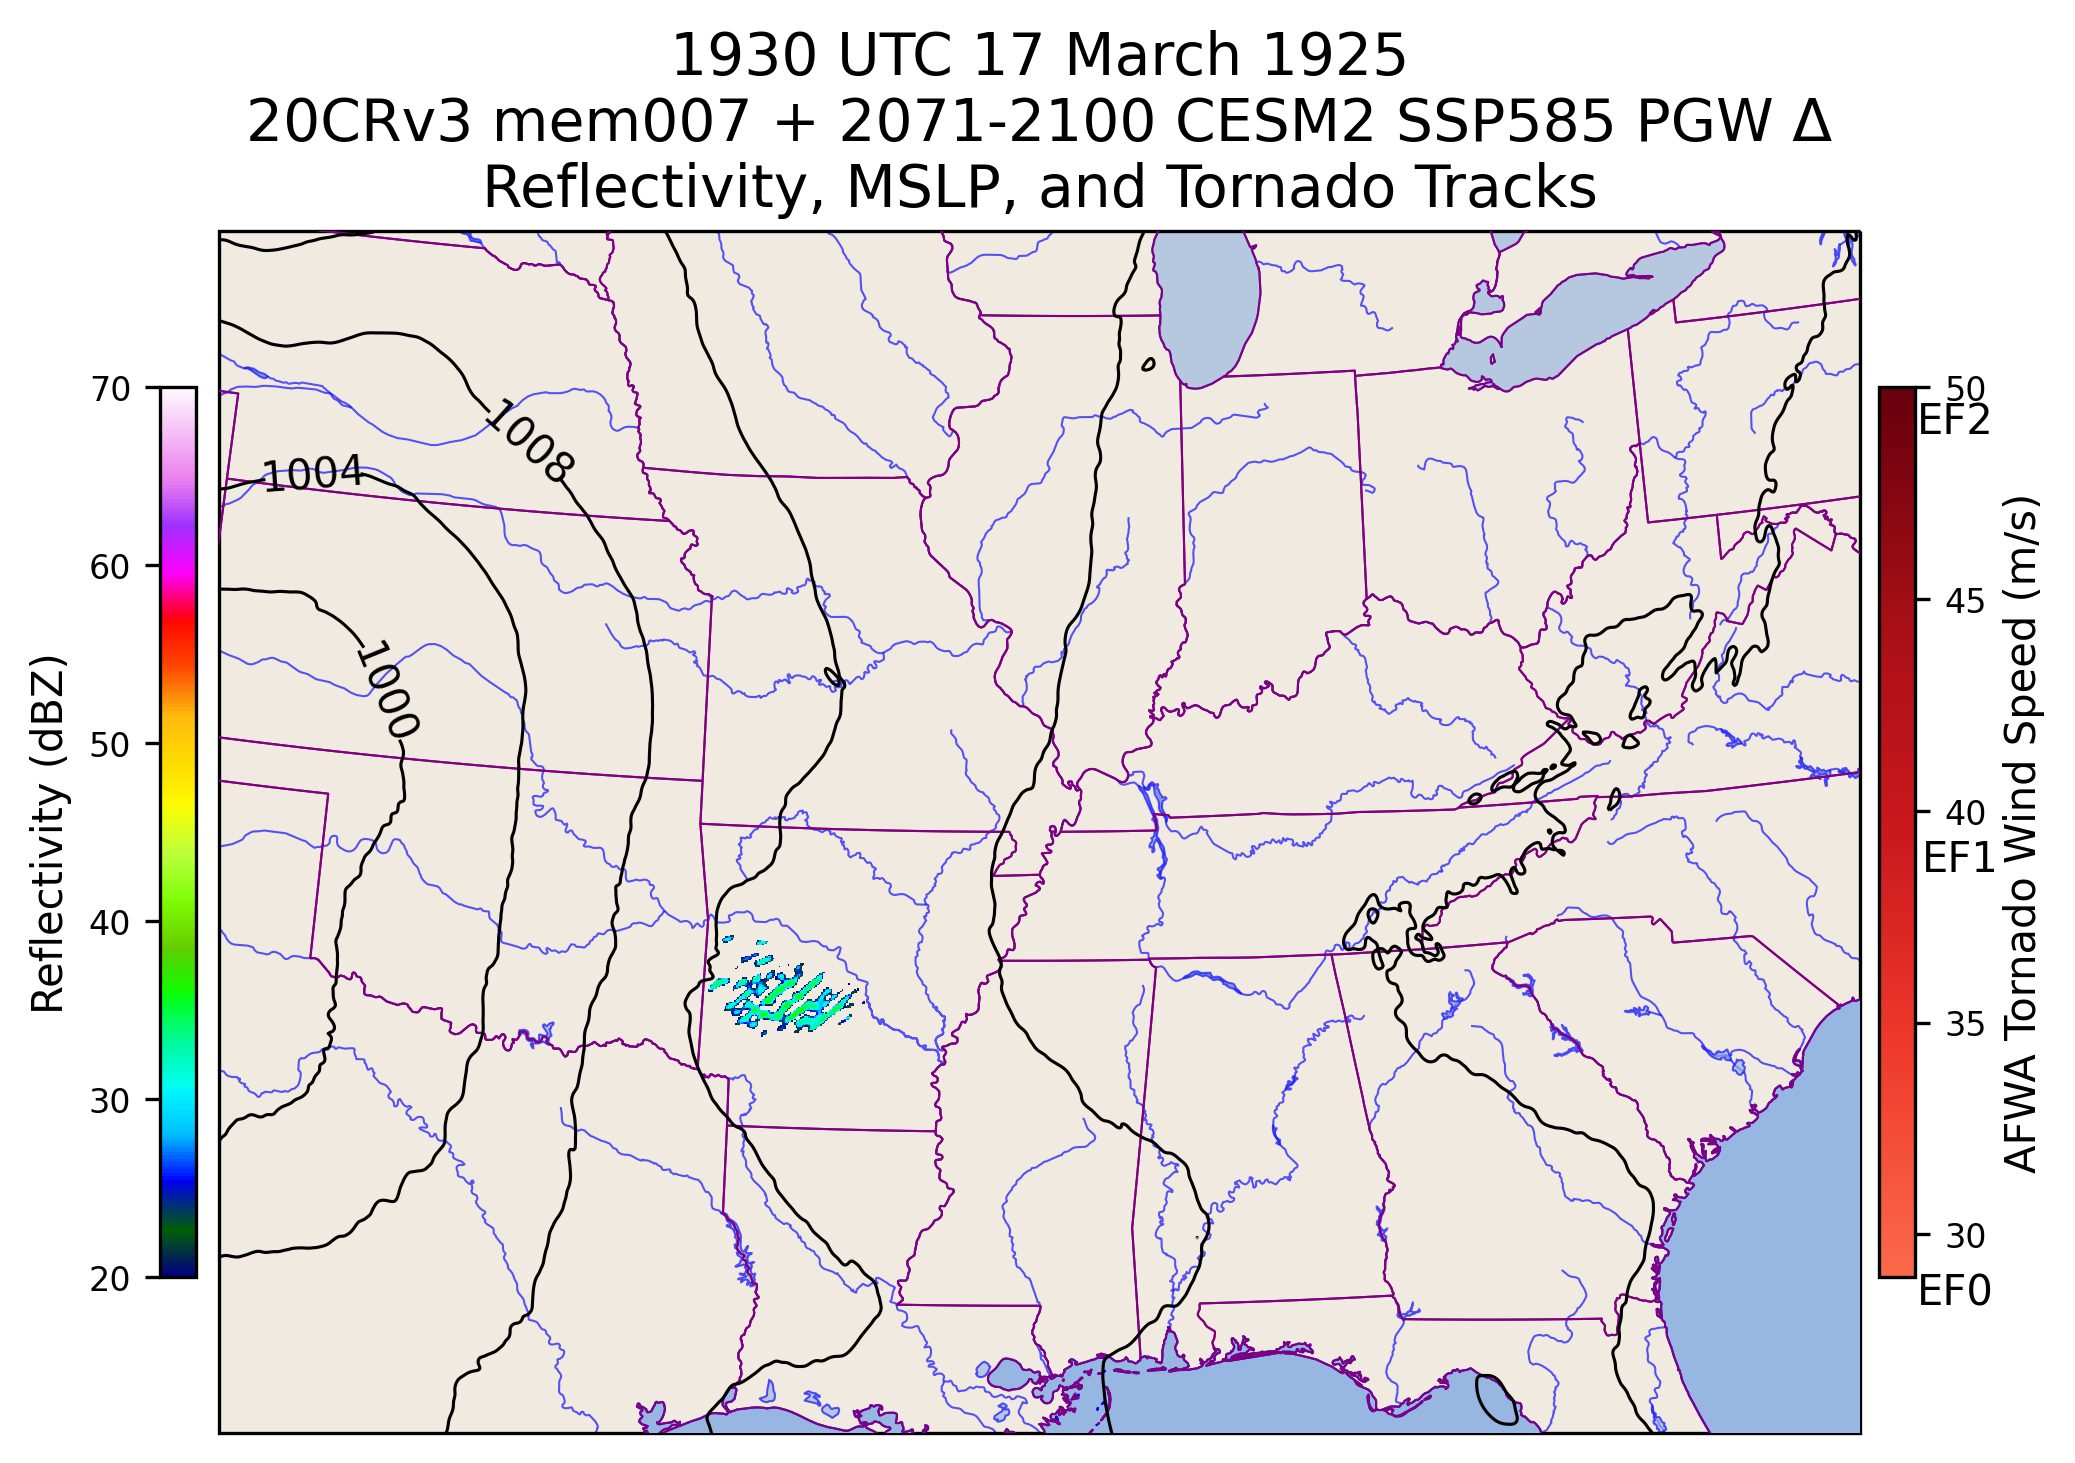 1930 UTC 17 March 1925
20CRv3 mem007 + 2071-2100 CESM2 SSP585 PGW Δ
Reflectivity, MSLP, and Tornado Tracks
Reflectivity (dBZ)
70
60
50
40
30
20
1008
1004
1000
50
EF2
45
40
EF1
35
30
EF0
AFWA Tornado Wind Speed (m/s)